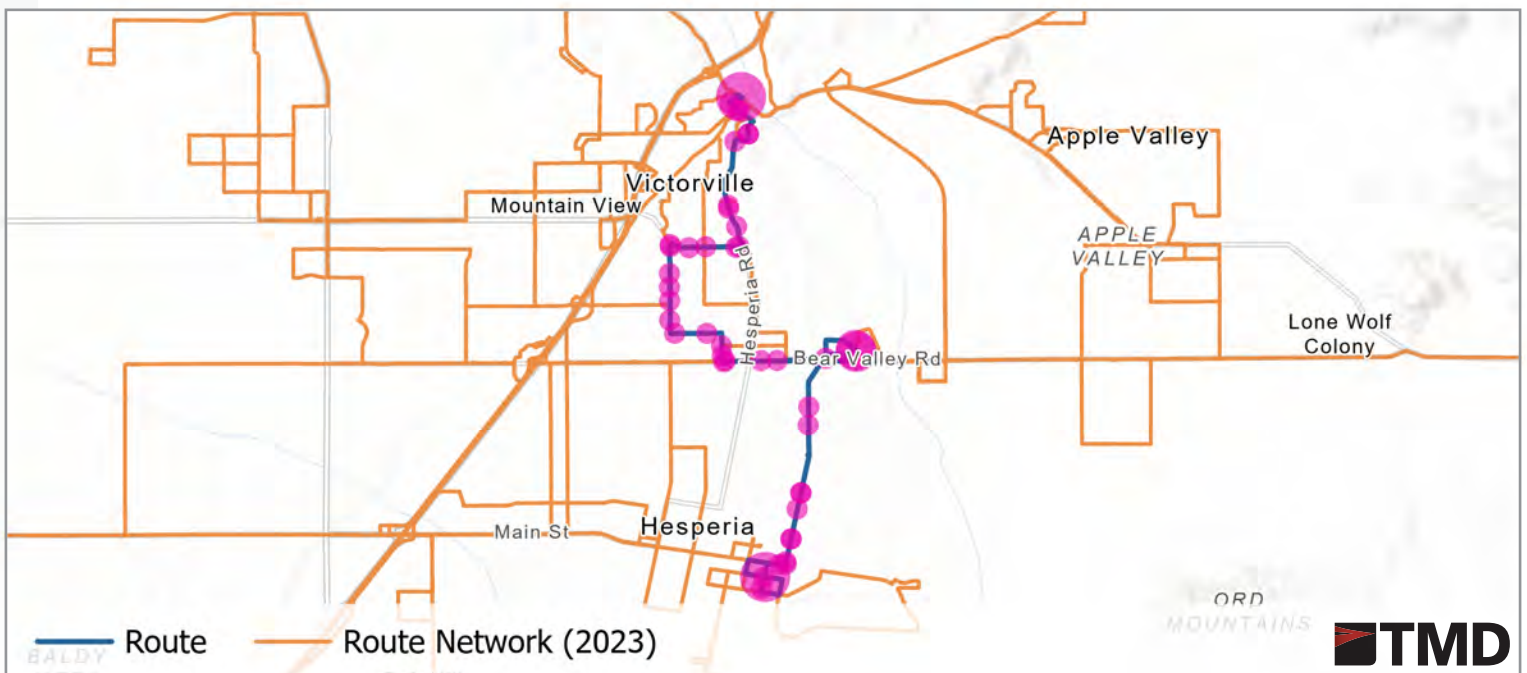 Apple Valley
Victorville
Mountain View
APPLE
VALLEY
Hesperia Rd
Lone Wolf
Colony
Bear Valley Rd
Hesperia
Main St
ORD
MOUNTAINS
Route
Route Network (2023)
BALDY
TMD